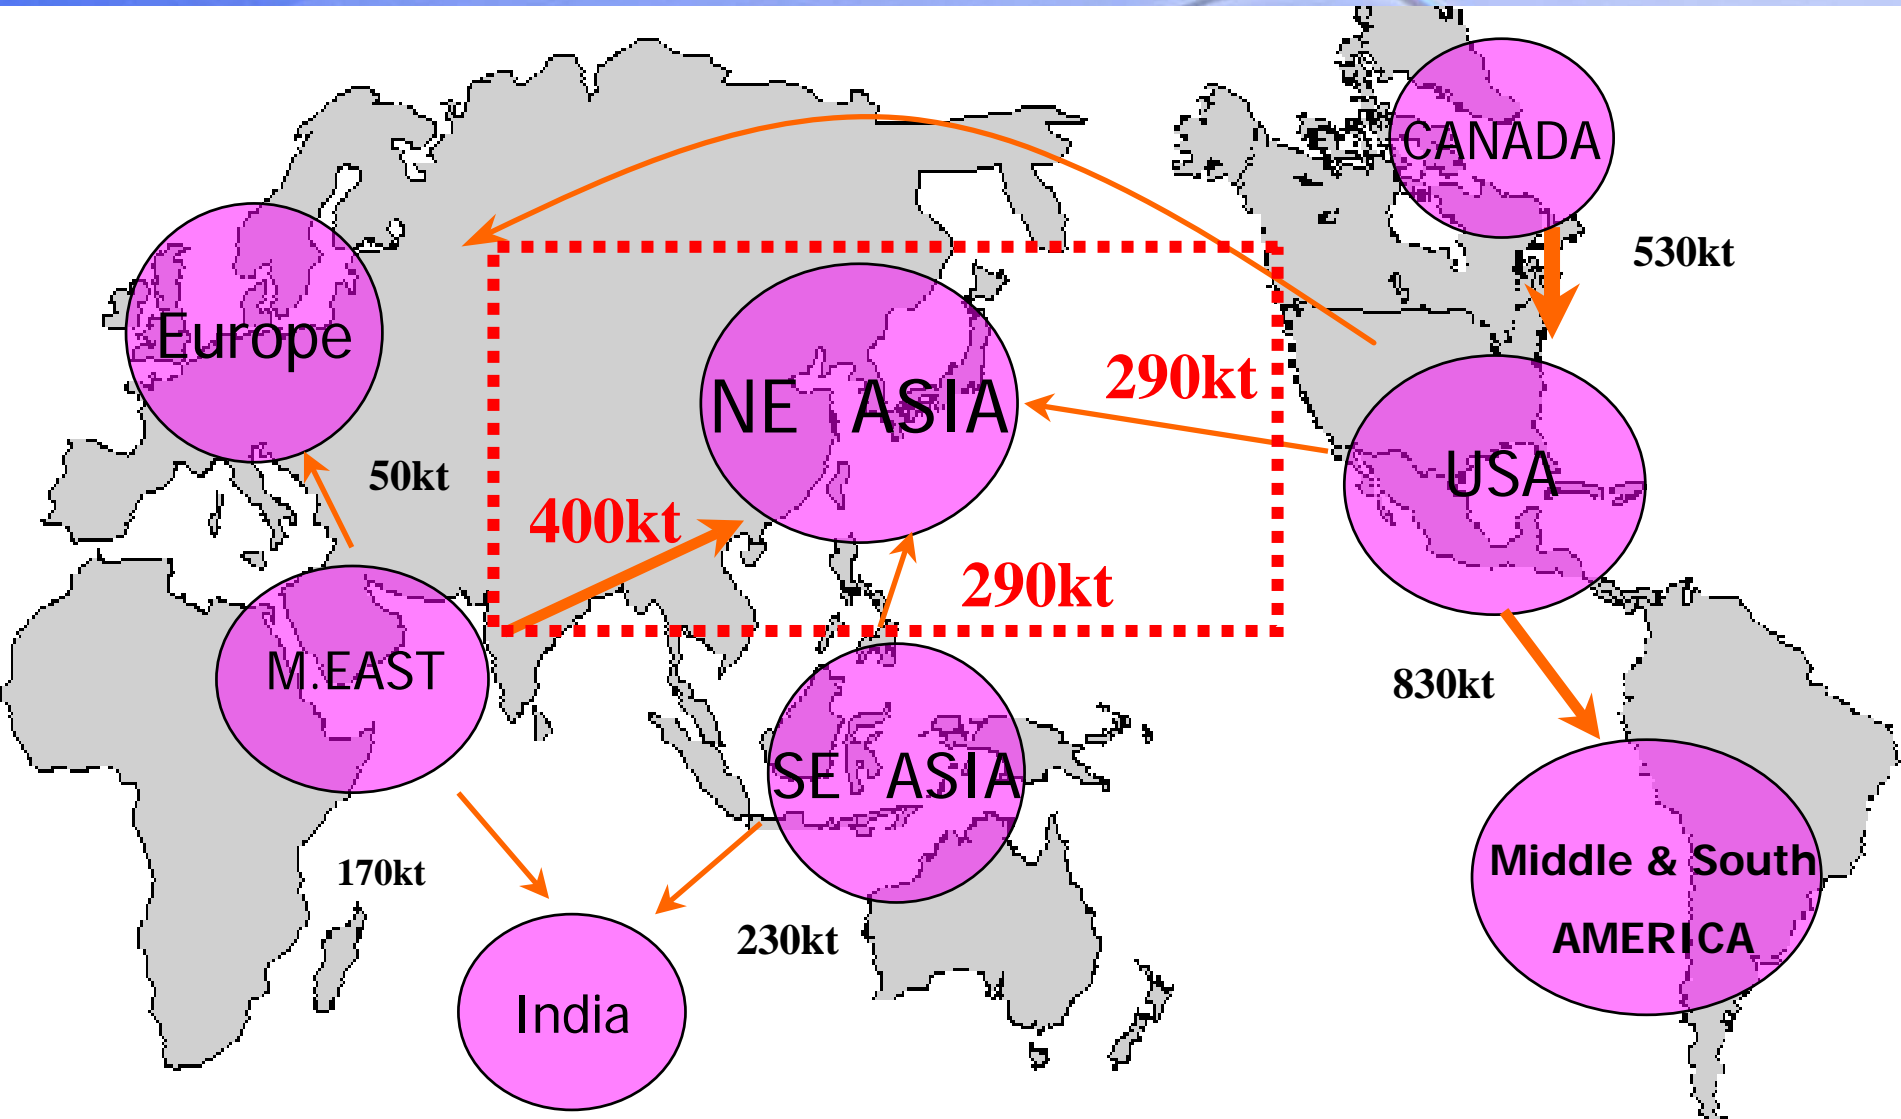 CANADA
530kt
Europe
290kt
NE ASIA
USA
50kt
400kt
290kt
M.EAST
830kt
SE ASIA
170kt
Middle & South
AMERICA
230kt
India